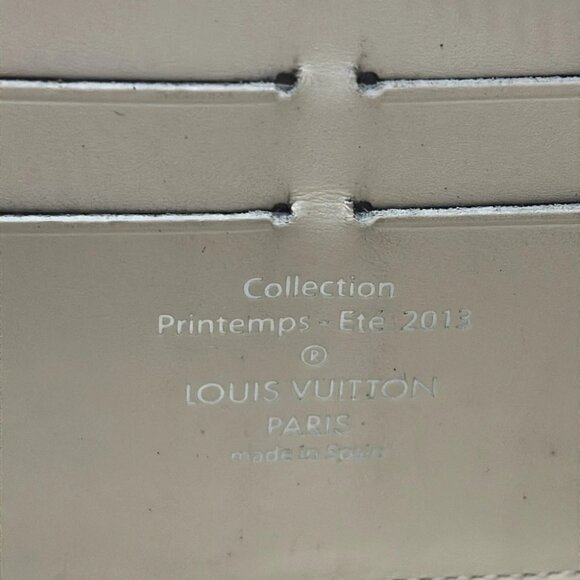 Collection
Printemps - Eté 2013
®
LOUIS VUITTON
PARIS
made in Spain